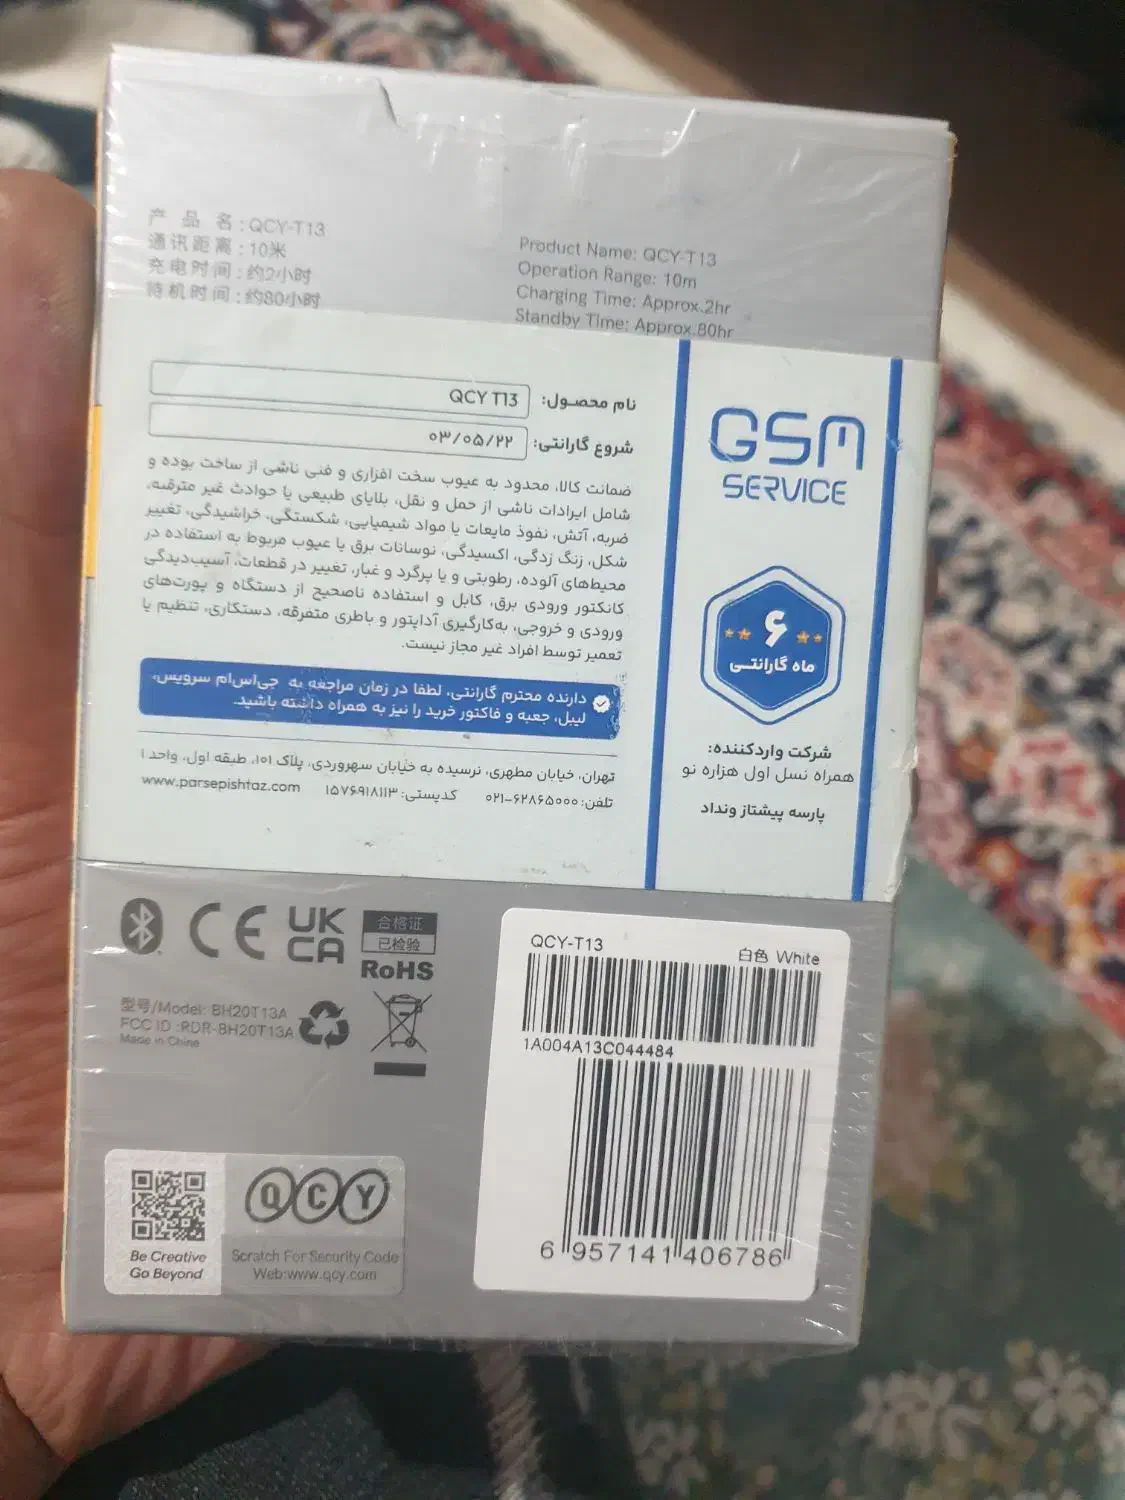 产品名:QCY-T13
通讯距离:10米
充电时间:约2小时
待机时间:约80小时
Product Name: QCY-T13
Operation Range: 10m
Charging Time: Approx.2hr
Standby Time: Approx.80hr
نام محصول: QCY T13
شروع گارانتی: ۰۳/۰۵/۲۲
ضمانت کالا، محدود به عیوب سخت افزاری و فنی ناشی از ساخت بوده و
شامل ایرادات ناشی از حمل و نقل، بلایای طبیعی یا حوادث غیر مترقبه،
ضربه، آتش، نفوذ مایعات یا مواد شیمیایی، شکستگی، خراشیدگی، تغییر
شکل، زنگ زدگی، اکسیدگی، نوسانات برق یا عیوب مربوط به استفاده در
محیط‌های آلوده، رطوبتی و یا پرگرد و غبار، تغییر در قطعات، آسیب‌دیدگی
کانکتور ورودی برق، کابل و استفاده ناصحیح از دستگاه و پورت‌های
ورودی و خروجی، به‌کارگیری آداپتور و باطری متفرقه، دستکاری، تنظیم یا
تعمیر توسط افراد غیر مجاز نیست.
دارنده محترم گارانتی، لطفا در زمان مراجعه به جی‌اس‌ام سرویس،
لیبل، جعبه و فاکتور خرید را نیز به همراه داشته باشید.
تهران، خیابان مطهری، نرسیده به خیابان سهروردی، پلاک ۱۰۱، طبقه اول، واحد ۱
تلفن: ۶۲۸۶۵۰۰۰-۰۲۱ کدپستی: ۱۵۷۶۹۱۸۱۱۳ www.parsepishtaz.com
GSM
SERVICE
۶
ماه گارانتی
شرکت واردکننده:
همراه نسل اول هزاره نو
پارسه پیشتاز ونداد
CE
UK
CA
合格证
已检验
RoHS
型号/Model: BH20T13A
FCC ID :RDR-BH20T13A
Made in China
QCY-T13
白色 White
1A004A13C044484
6 957141 406786
Be Creative
Go Beyond
QCY
Scratch For Security Code
Web:www.qcy.com